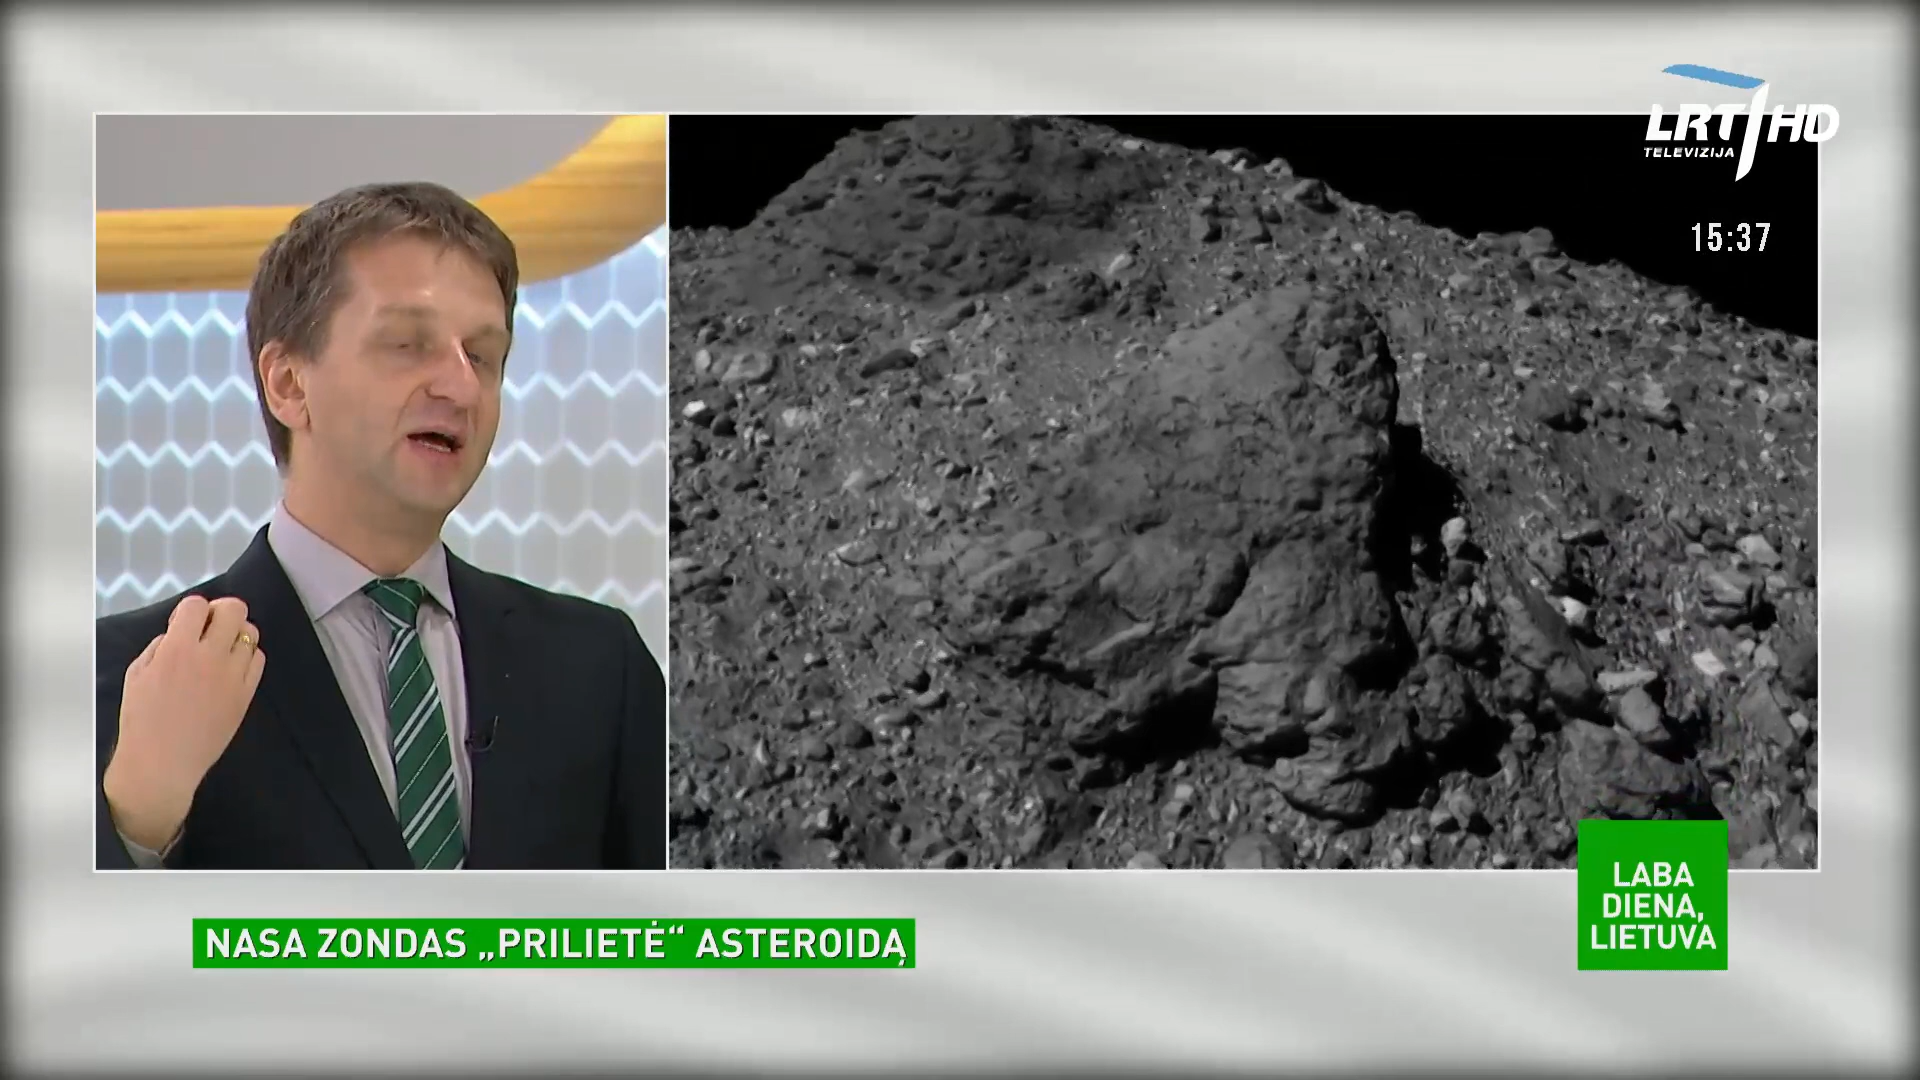 LRT HD
TELEVIZIJA
15:37
LABA
DIENA,
LIETUVA
NASA ZONDAS „PRILIETĖ“ ASTEROIDĄ